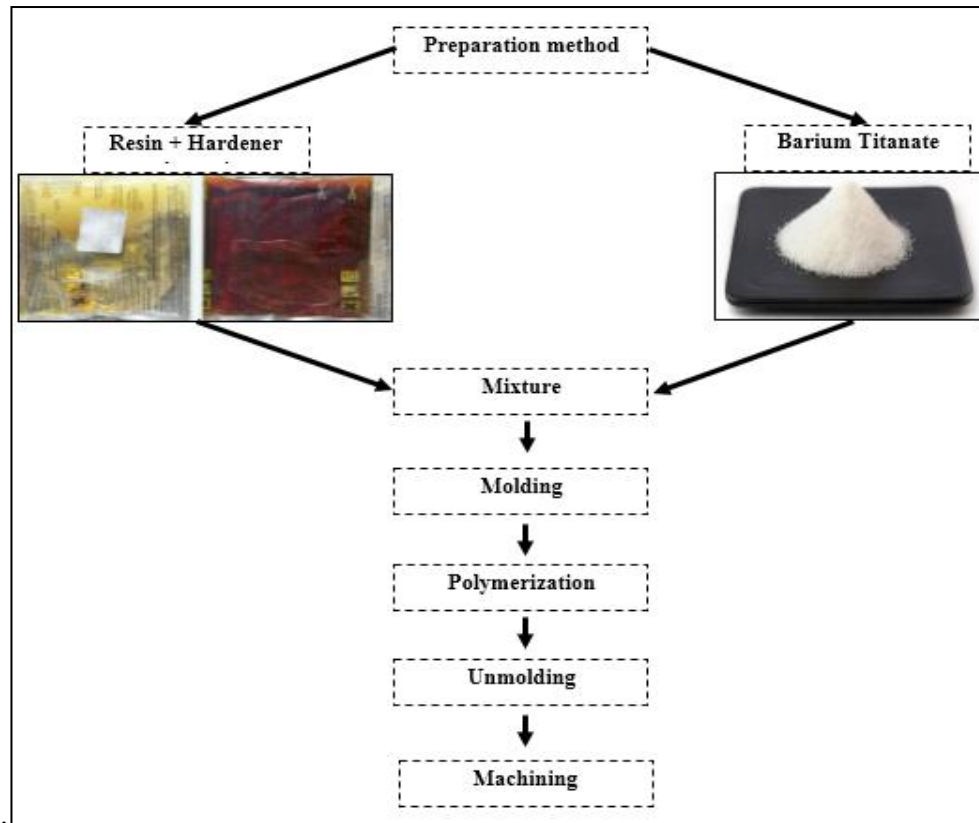 Preparation method
Resin + Hardener
Barium Titanate
Mixture
Molding
Polymerization
Unmolding
Machining